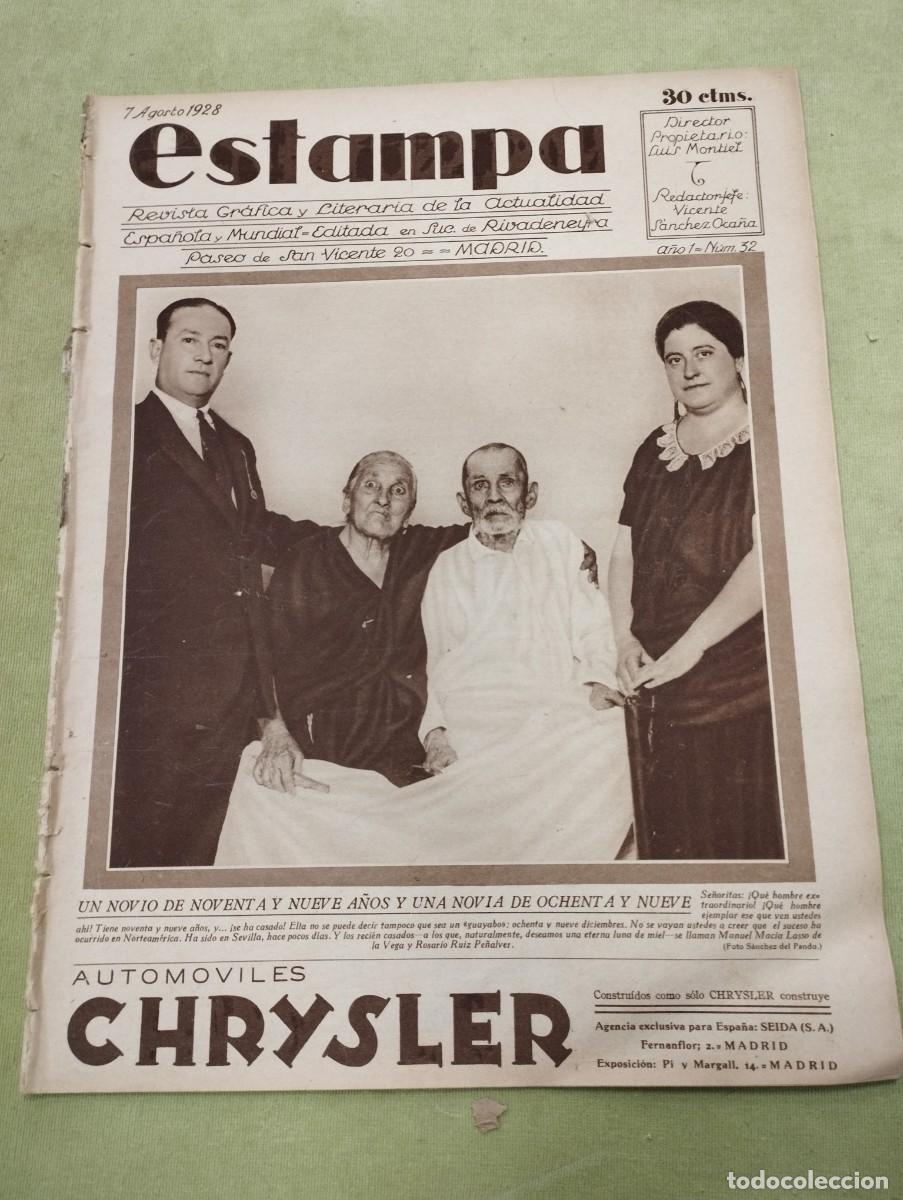 7 Agosto 1928
30 ctms.
estampa
Director
Propietario:
Luis Montiel
Redactor-jefe:
Vicente
Sánchez Ocaña
Revista Gráfica y Literaria de la Actualidad
Española y Mundial = Editada en Suc. de Rivadeneyra
Paseo de San Vicente 20 = = MADRID.
año 1 = Núm. 32
UN NOVIO DE NOVENTA Y NUEVE AÑOS Y UNA NOVIA DE OCHENTA Y NUEVE
Señoritas: ¡Qué hombre ex-
traordinario! ¡Qué hombre
ejemplar ese que ven ustedes
ahí! Tiene noventa y nueve años, y... ¡se ha casado! Ella no se puede decir tampoco que sea un «guayabo»: ochenta y nueve diciembres. No se vayan ustedes a creer que el suceso ha
ocurrido en Norteamérica. Ha sido en Sevilla, hace pocos días. Y los recién casados—a los que, naturalmente, deseamos una eterna luna de miel—se llaman Manuel Macía Lasso de
la Vega y Rosario Ruiz Peñalver.
(Foto Sánchez del Pando.)
AUTOMOVILES
CHRYSLER
Construídos como sólo CHRYSLER construye
Agencia exclusiva para España: SEIDA (S. A.)
Fernanflor; 2.= MADRID
Exposición: Pi y Margall, 14.= MADRID
todocoleccion